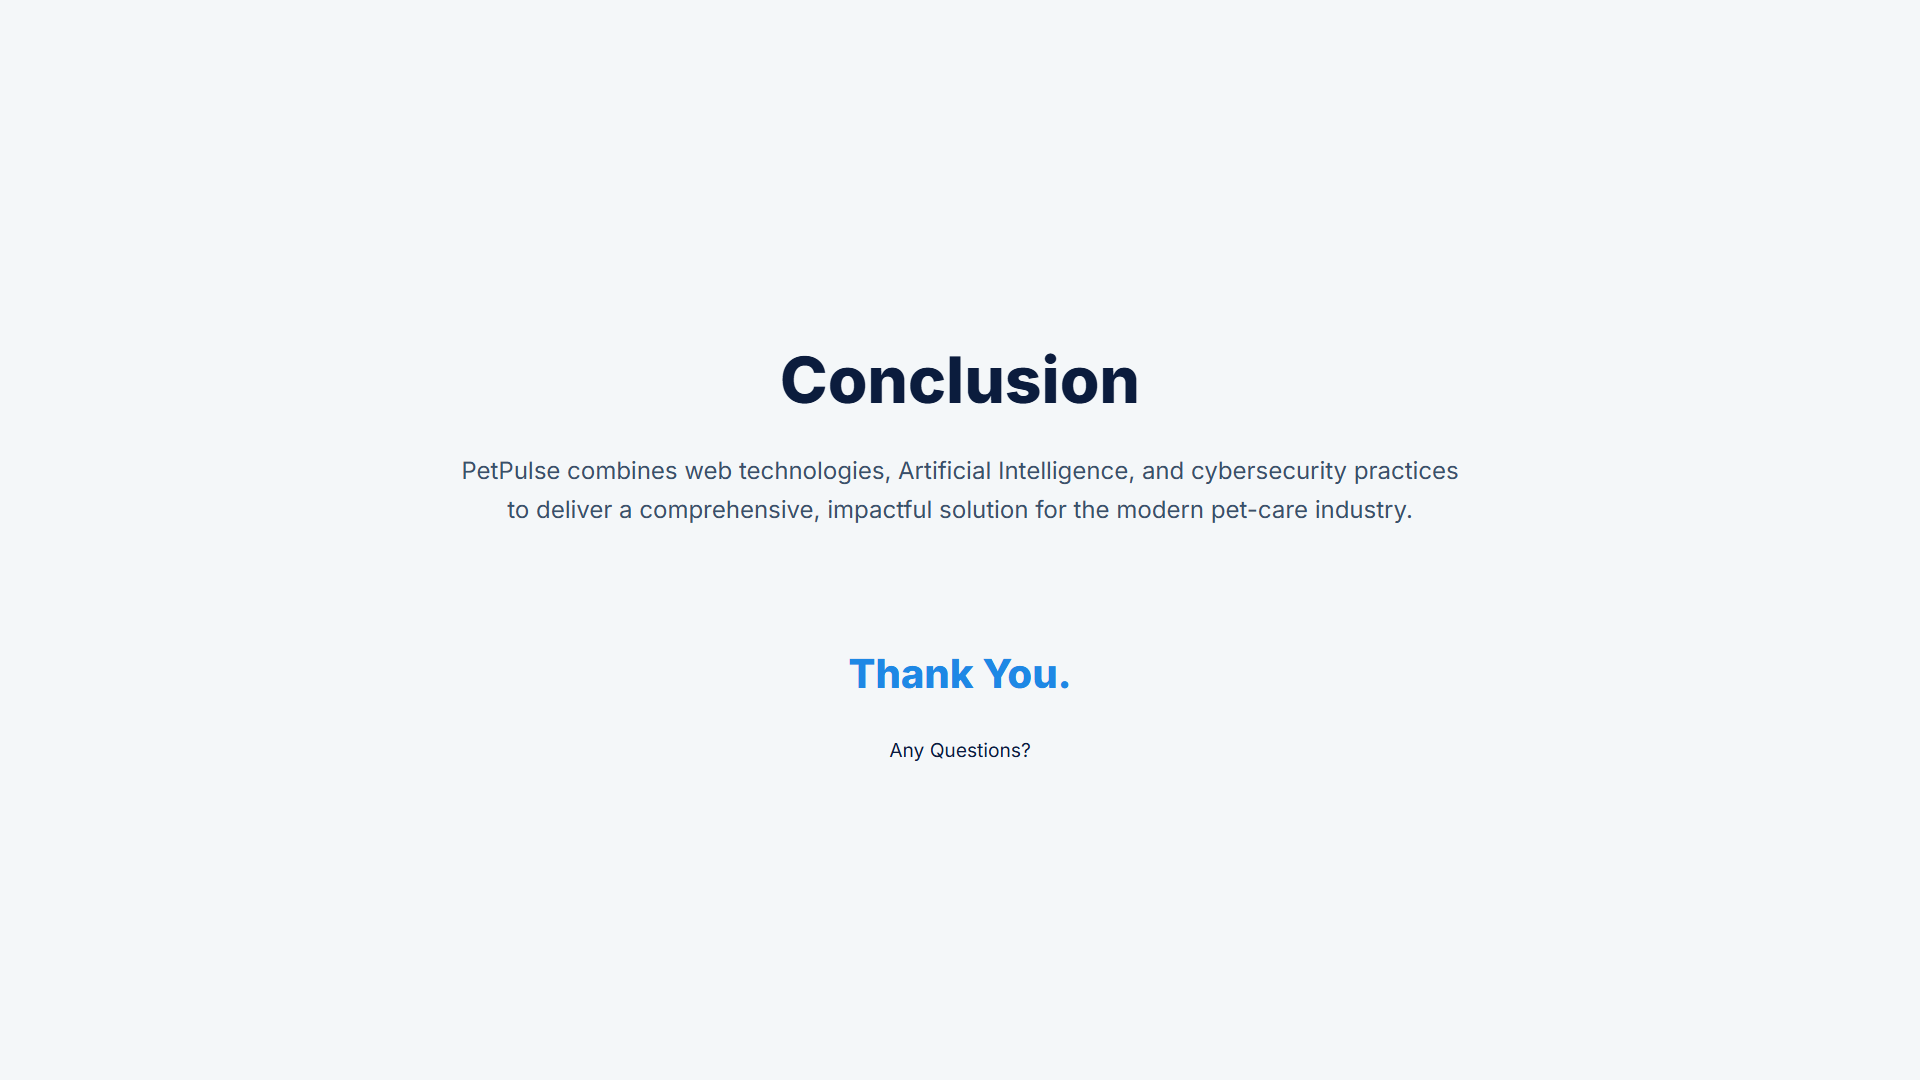 Conclusion
PetPulse combines web technologies, Artificial Intelligence, and cybersecurity practices
to deliver a comprehensive, impactful solution for the modern pet-care industry.
Thank You.
Any Questions?